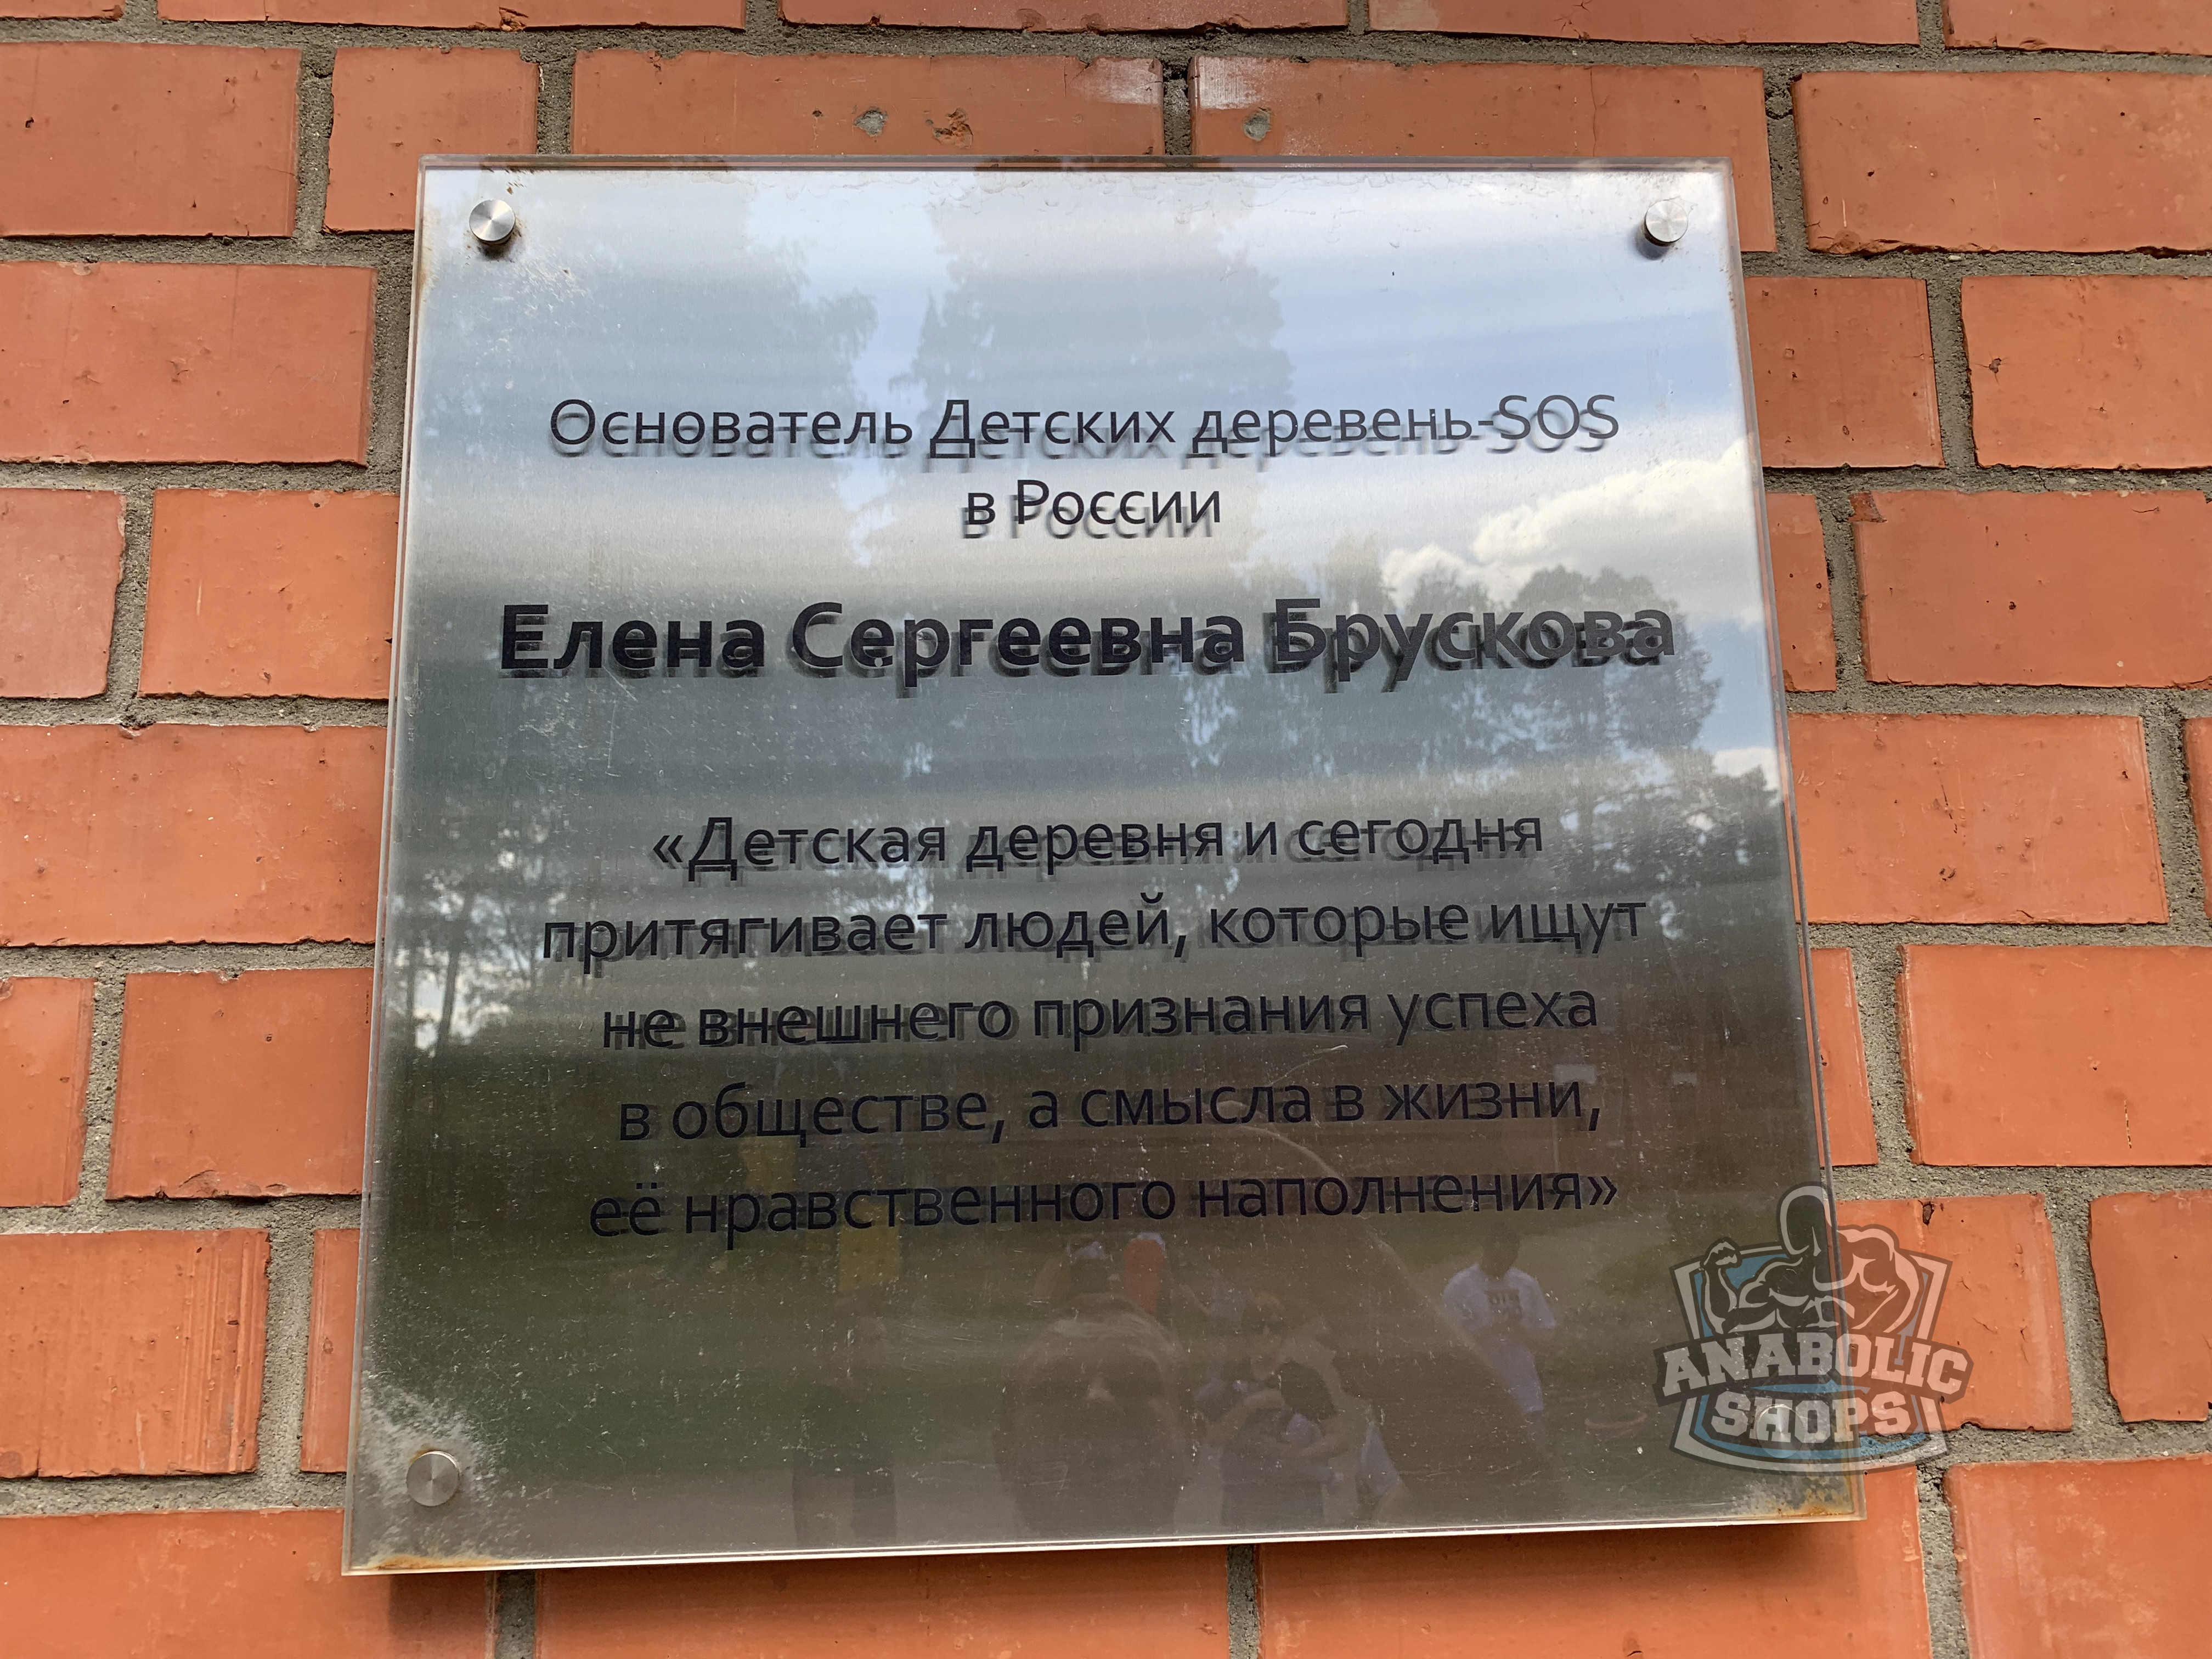 Основатель Детских деревень-SOS
в России
Елена Сергеевна Брускова
«Детская деревня и сегодня
притягивает людей, которые ищут
не внешнего признания успеха
в обществе, а смысла в жизни,
её нравственного наполнения»
ANABOLIC
SHOPS